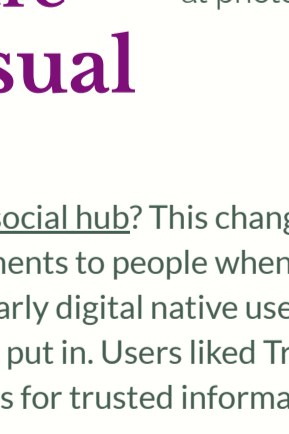 sual
social hub? This chang
ents to people when
arly digital native use
put in. Users liked Tr
s for trusted informa